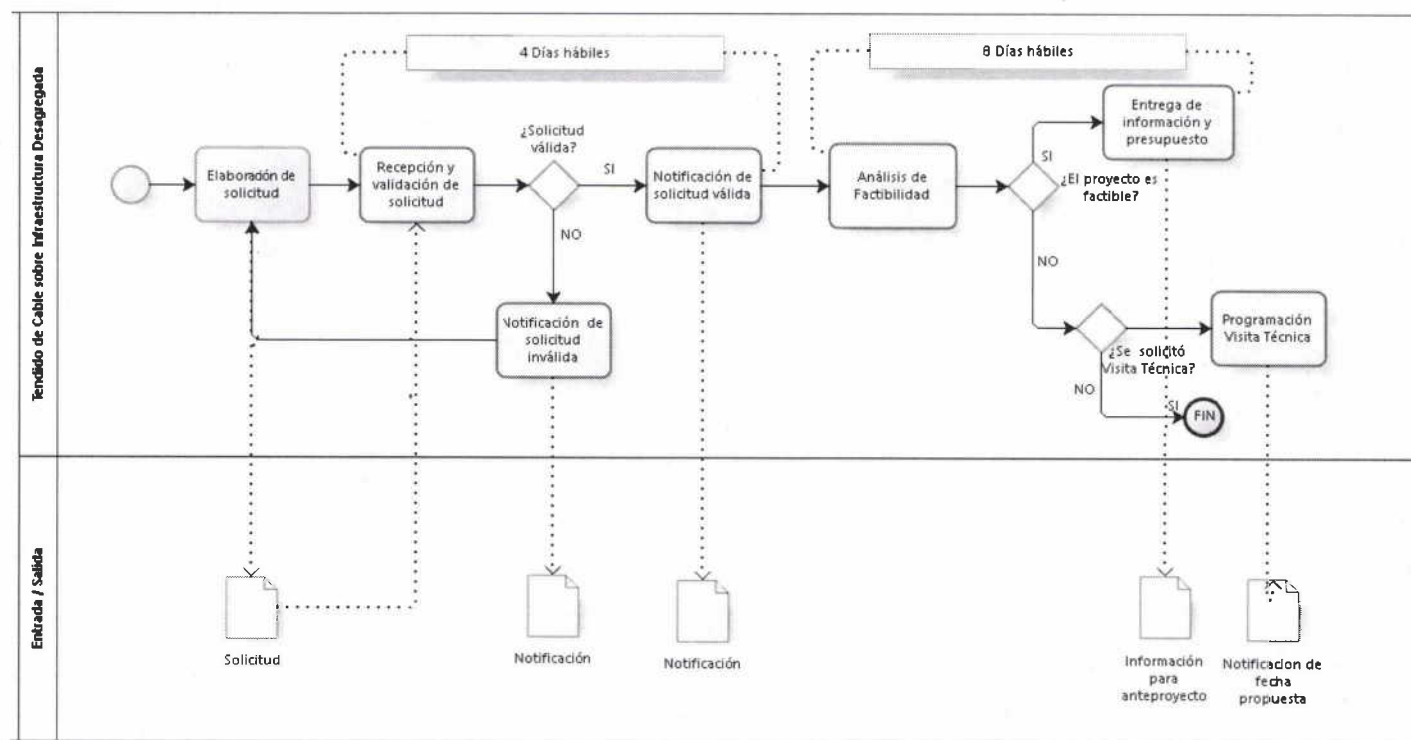 Tendido de Cable sobre Infraestructura Desagregada
4 Días hábiles
8 Días hábiles
Elaboración de
solicitud
Recepción y
validación de
solicitud
¿Solicitud
válida?
SI
NO
Notificación de
solicitud válida
Análisis de
Factibilidad
SI
¿El proyecto es
factible?
NO
Entrega de
información y
presupuesto
Notificación de
solicitud
inválida
¿Se solicitó
Visita Técnica?
NO
SI
Programación
Visita Técnica
FIN
Entrada / Salida
Solicitud
Notificación
Notificación
Información
para
anteproyecto
Notificacion de
fecha
propuesta